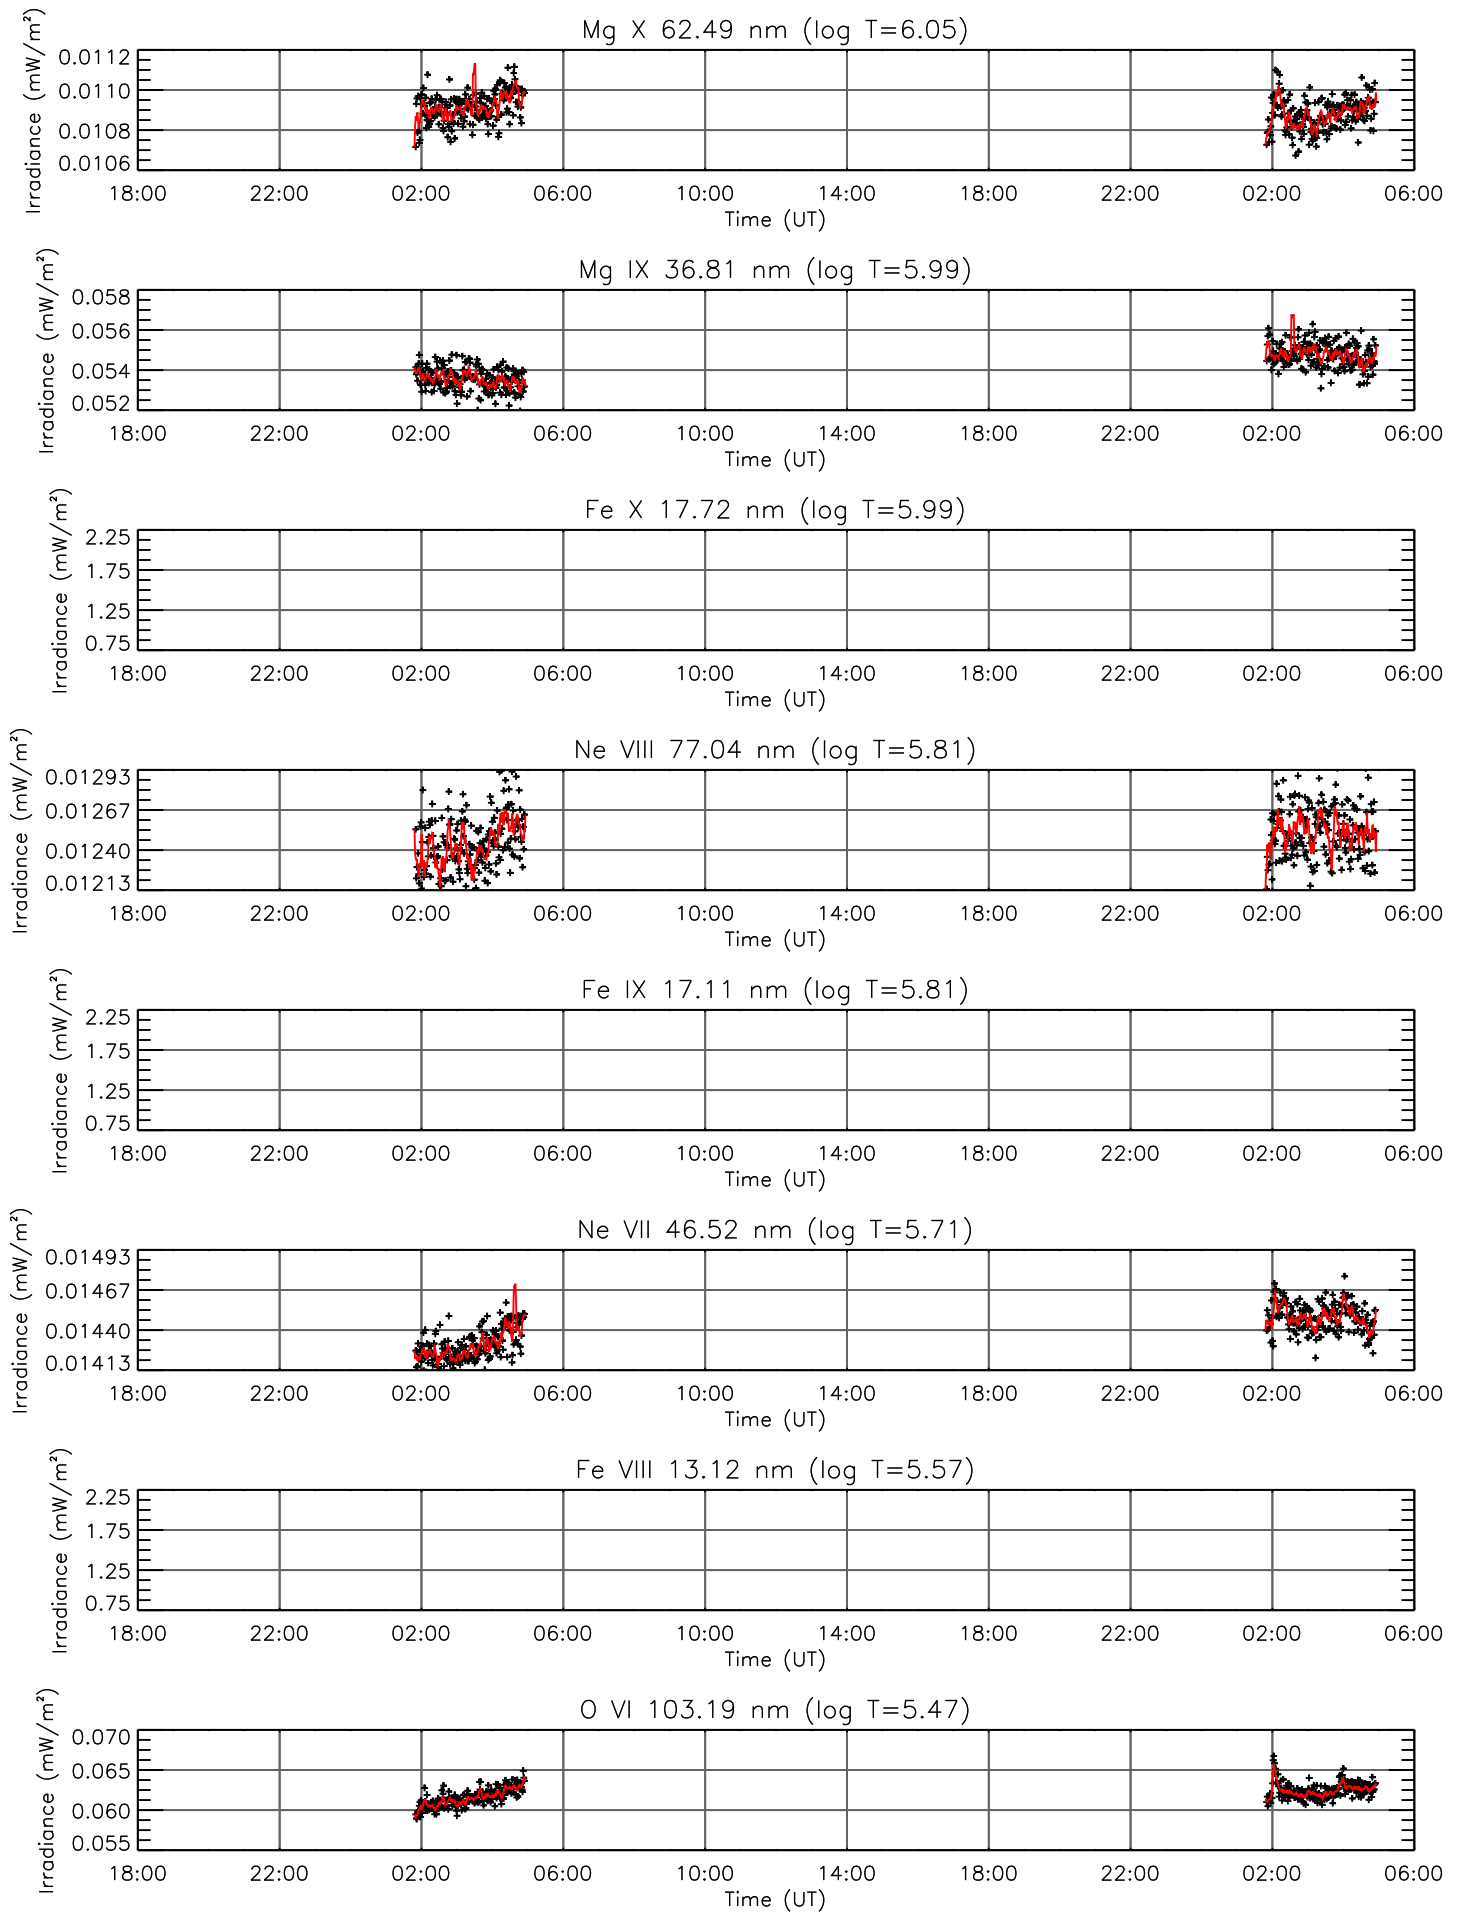 Mg X 62.49 nm (log T=6.05)
Irradiance (mW/m²)
0.0112
0.0110
0.0108
0.0106
18:00 22:00 02:00 06:00 10:00 14:00 18:00 22:00 02:00 06:00
Time (UT)
Mg IX 36.81 nm (log T=5.99)
Irradiance (mW/m²)
0.058
0.056
0.054
0.052
18:00 22:00 02:00 06:00 10:00 14:00 18:00 22:00 02:00 06:00
Time (UT)
Fe X 17.72 nm (log T=5.99)
Irradiance (mW/m²)
2.25
1.75
1.25
0.75
18:00 22:00 02:00 06:00 10:00 14:00 18:00 22:00 02:00 06:00
Time (UT)
Ne VIII 77.04 nm (log T=5.81)
Irradiance (mW/m²)
0.01293
0.01267
0.01240
0.01213
18:00 22:00 02:00 06:00 10:00 14:00 18:00 22:00 02:00 06:00
Time (UT)
Fe IX 17.11 nm (log T=5.81)
Irradiance (mW/m²)
2.25
1.75
1.25
0.75
18:00 22:00 02:00 06:00 10:00 14:00 18:00 22:00 02:00 06:00
Time (UT)
Ne VII 46.52 nm (log T=5.71)
Irradiance (mW/m²)
0.01493
0.01467
0.01440
0.01413
18:00 22:00 02:00 06:00 10:00 14:00 18:00 22:00 02:00 06:00
Time (UT)
Fe VIII 13.12 nm (log T=5.57)
Irradiance (mW/m²)
2.25
1.75
1.25
0.75
18:00 22:00 02:00 06:00 10:00 14:00 18:00 22:00 02:00 06:00
Time (UT)
O VI 103.19 nm (log T=5.47)
Irradiance (mW/m²)
0.070
0.065
0.060
0.055
18:00 22:00 02:00 06:00 10:00 14:00 18:00 22:00 02:00 06:00
Time (UT)